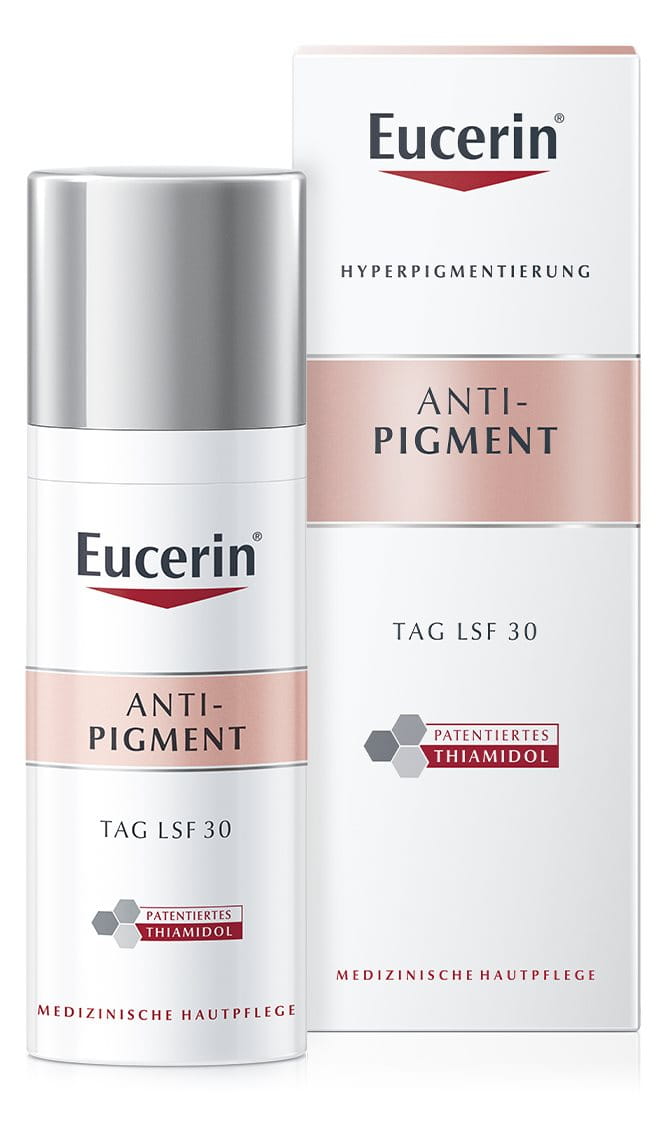 Eucerin®
HYPERPIGMENTIERUNG
ANTI-
PIGMENT
TAG LSF 30
PATENTIERTES
THIAMIDOL
MEDIZINISCHE HAUTPFLEGE
Eucerin®
ANTI-
PIGMENT
TAG LSF 30
PATENTIERTES
THIAMIDOL
MEDIZINISCHE HAUTPFLEGE